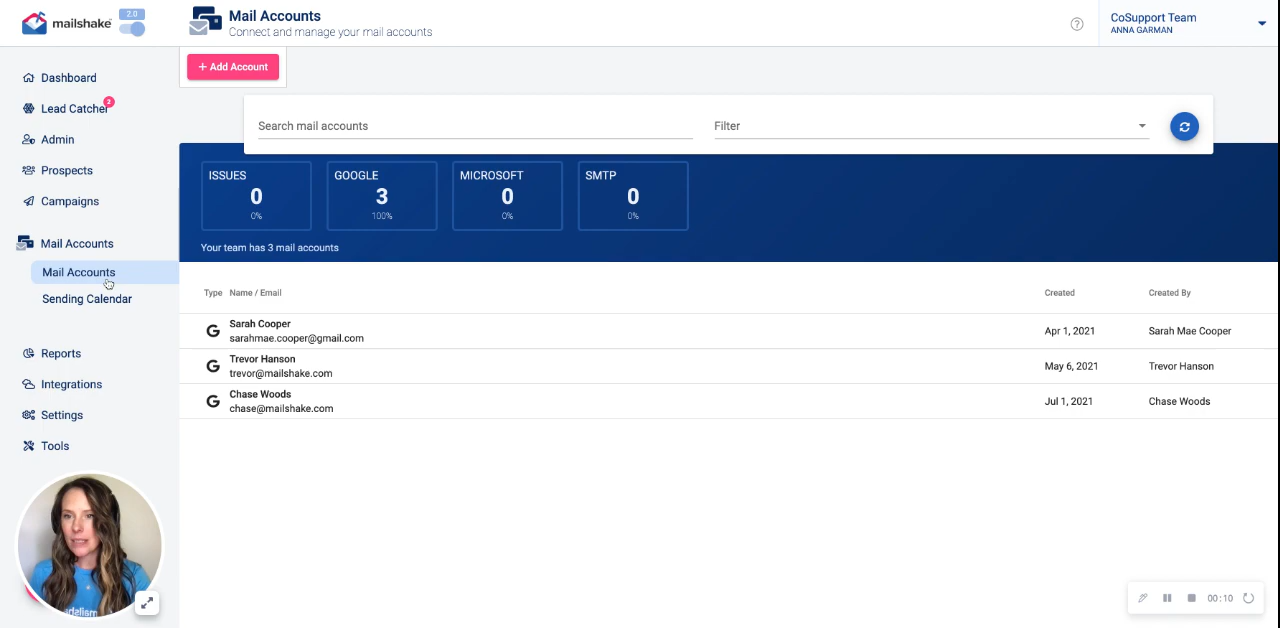 mailshake
2.0
Mail Accounts
Connect and manage your mail accounts
CoSupport Team
ANNA GARMAN
+ Add Account
Dashboard
Lead Catcher
2
Admin
Prospects
Campaigns
Mail Accounts
Mail Accounts
Sending Calendar
Reports
Integrations
Settings
Tools
Search mail accounts
Filter
ISSUES
0
0%
GOOGLE
3
100%
MICROSOFT
0
0%
SMTP
0
0%
Your team has 3 mail accounts
Type Name / Email Created Created By
Sarah Cooper
sarahmae.cooper@gmail.com
Apr 1, 2021 Sarah Mae Cooper
Trevor Hanson
trevor@mailshake.com
May 6, 2021 Trevor Hanson
Chase Woods
chase@mailshake.com
Jul 1, 2021 Chase Woods
00:10